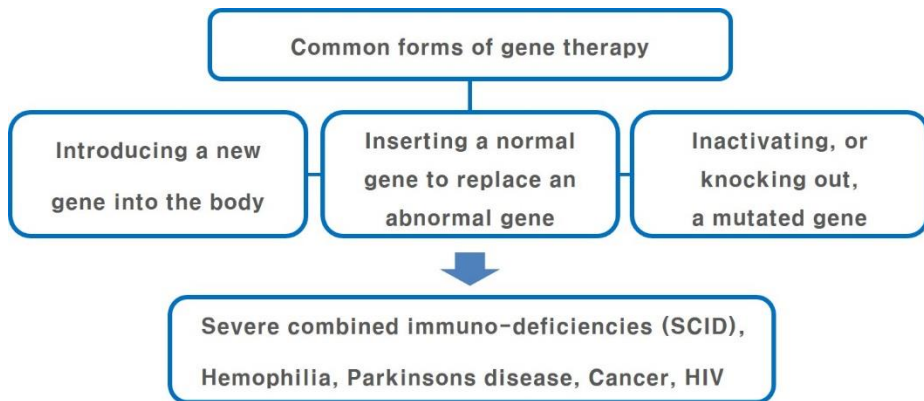 Common forms of gene therapy
Introducing a new
gene into the body
Inserting a normal
gene to replace an
abnormal gene
Inactivating, or
knocking out,
a mutated gene
Severe combined immuno-deficiencies (SCID),
Hemophilia, Parkinsons disease, Cancer, HIV